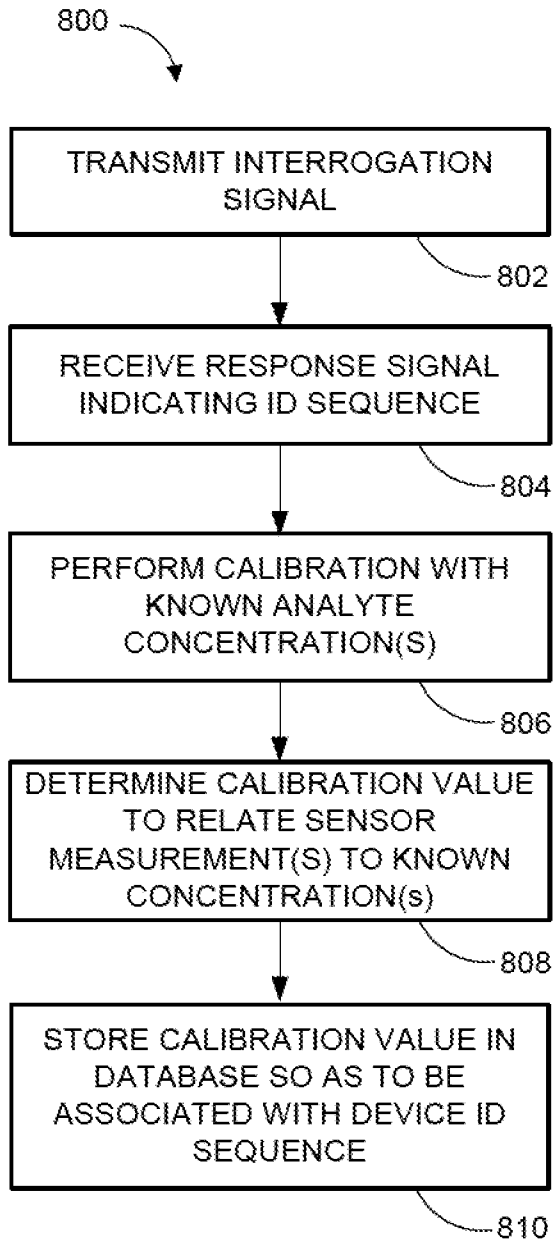 800
TRANSMIT INTERROGATION
SIGNAL
802
RECEIVE RESPONSE SIGNAL
INDICATING ID SEQUENCE
804
PERFORM CALIBRATION WITH
KNOWN ANALYTE
CONCENTRATION(S)
806
DETERMINE CALIBRATION VALUE
TO RELATE SENSOR
MEASUREMENT(S) TO KNOWN
CONCENTRATION(s)
808
STORE CALIBRATION VALUE IN
DATABASE SO AS TO BE
ASSOCIATED WITH DEVICE ID
SEQUENCE
810